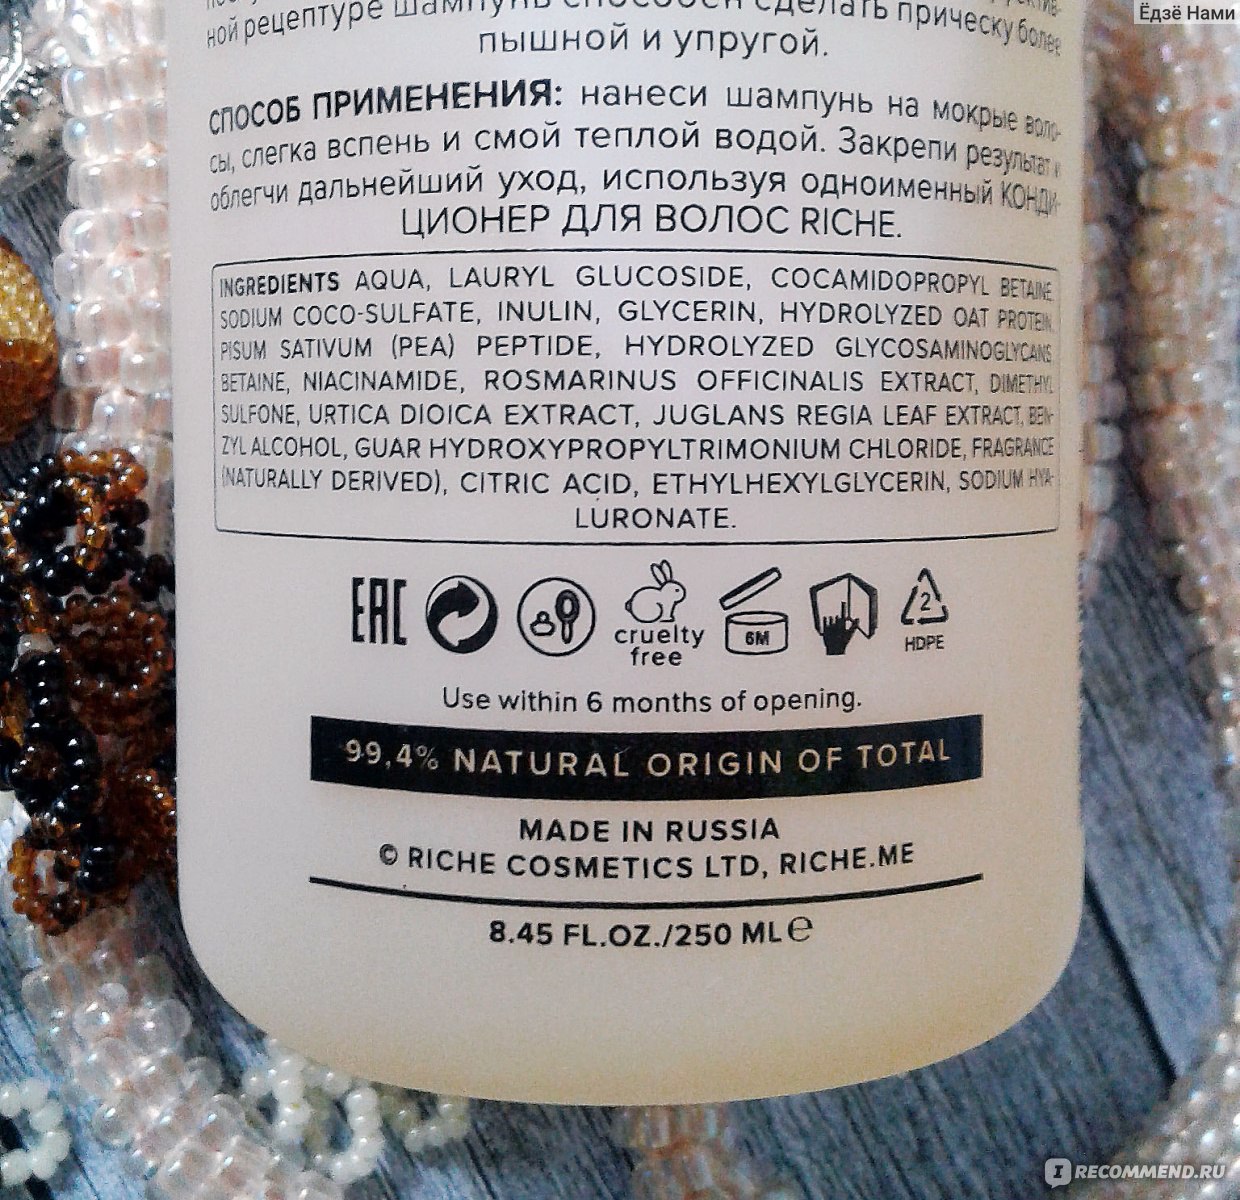 Ёдзё Нами
ной рецептуре шампунь способен сделать прическу более
пышной и упругой.
СПОСОБ ПРИМЕНЕНИЯ: нанеси шампунь на мокрые воло-
сы, слегка вспень и смой теплой водой. Закрепи результат и
облегчи дальнейший уход, используя одноименный КОНДИ-
ЦИОНЕР ДЛЯ ВОЛОС RICHE.
INGREDIENTS AQUA, LAURYL GLUCOSIDE, COCAMIDOPROPYL BETAINE,
SODIUM COCO-SULFATE, INULIN, GLYCERIN, HYDROLYZED OAT PROTEIN,
PISUM SATIVUM (PEA) PEPTIDE, HYDROLYZED GLYCOSAMINOGLYCANS,
BETAINE, NIACINAMIDE, ROSMARINUS OFFICINALIS EXTRACT, DIMETHYL
SULFONE, URTICA DIOICA EXTRACT, JUGLANS REGIA LEAF EXTRACT, BEN-
ZYL ALCOHOL, GUAR HYDROXYPROPYLTRIMONIUM CHLORIDE, FRAGRANCE
(NATURALLY DERIVED), CITRIC ACID, ETHYLHEXYLGLYCERIN, SODIUM HYA-
LURONATE.
EAC
cruelty
free
6M
2
HDPE
Use within 6 months of opening.
99,4% NATURAL ORIGIN OF TOTAL
MADE IN RUSSIA
© RICHE COSMETICS LTD, RICHE.ME
8.45 FL.OZ./250 ML ℮
IRECOMMEND.RU